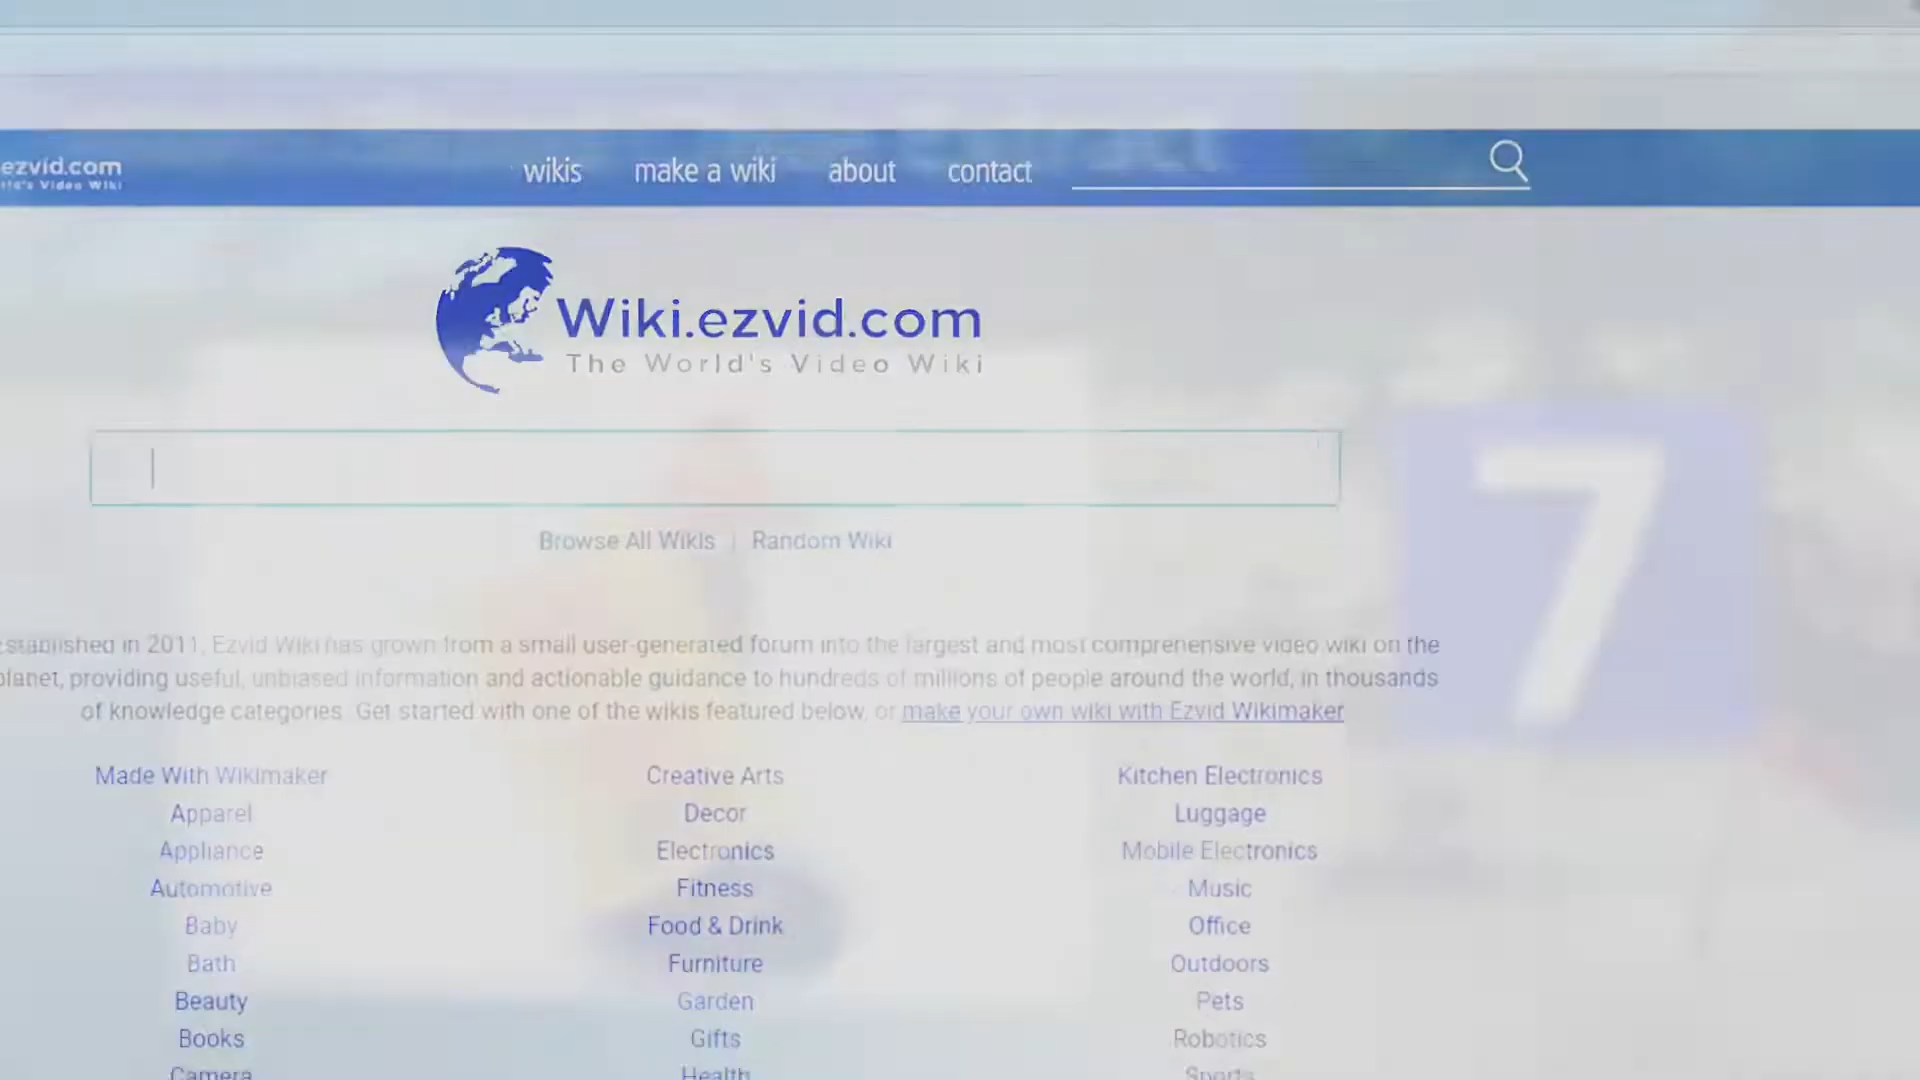 ezvid.com
wikis make a wiki about contact
Wiki.ezvid.com
The World's Video Wiki
Browse All Wikis | Random Wiki
in 2011, Ezvid Wiki has grown from a small user-generated forum into the largest and most comprehensive video wiki on the
planet, providing useful, unbiased information and actionable guidance to hundreds of millions of people around the world, in thousands
of knowledge categories. Get started with one of the wikis featured below, or make your own wiki with Ezvid Wikimaker
7
Made With Wikimaker Creative Arts Kitchen Electronics
Apparel Decor Luggage
Appliance Electronics Mobile Electronics
Automotive Fitness Music
Baby Food & Drink Office
Bath Furniture Outdoors
Beauty Garden Pets
Books Gifts Robotics
Camera Health Sports